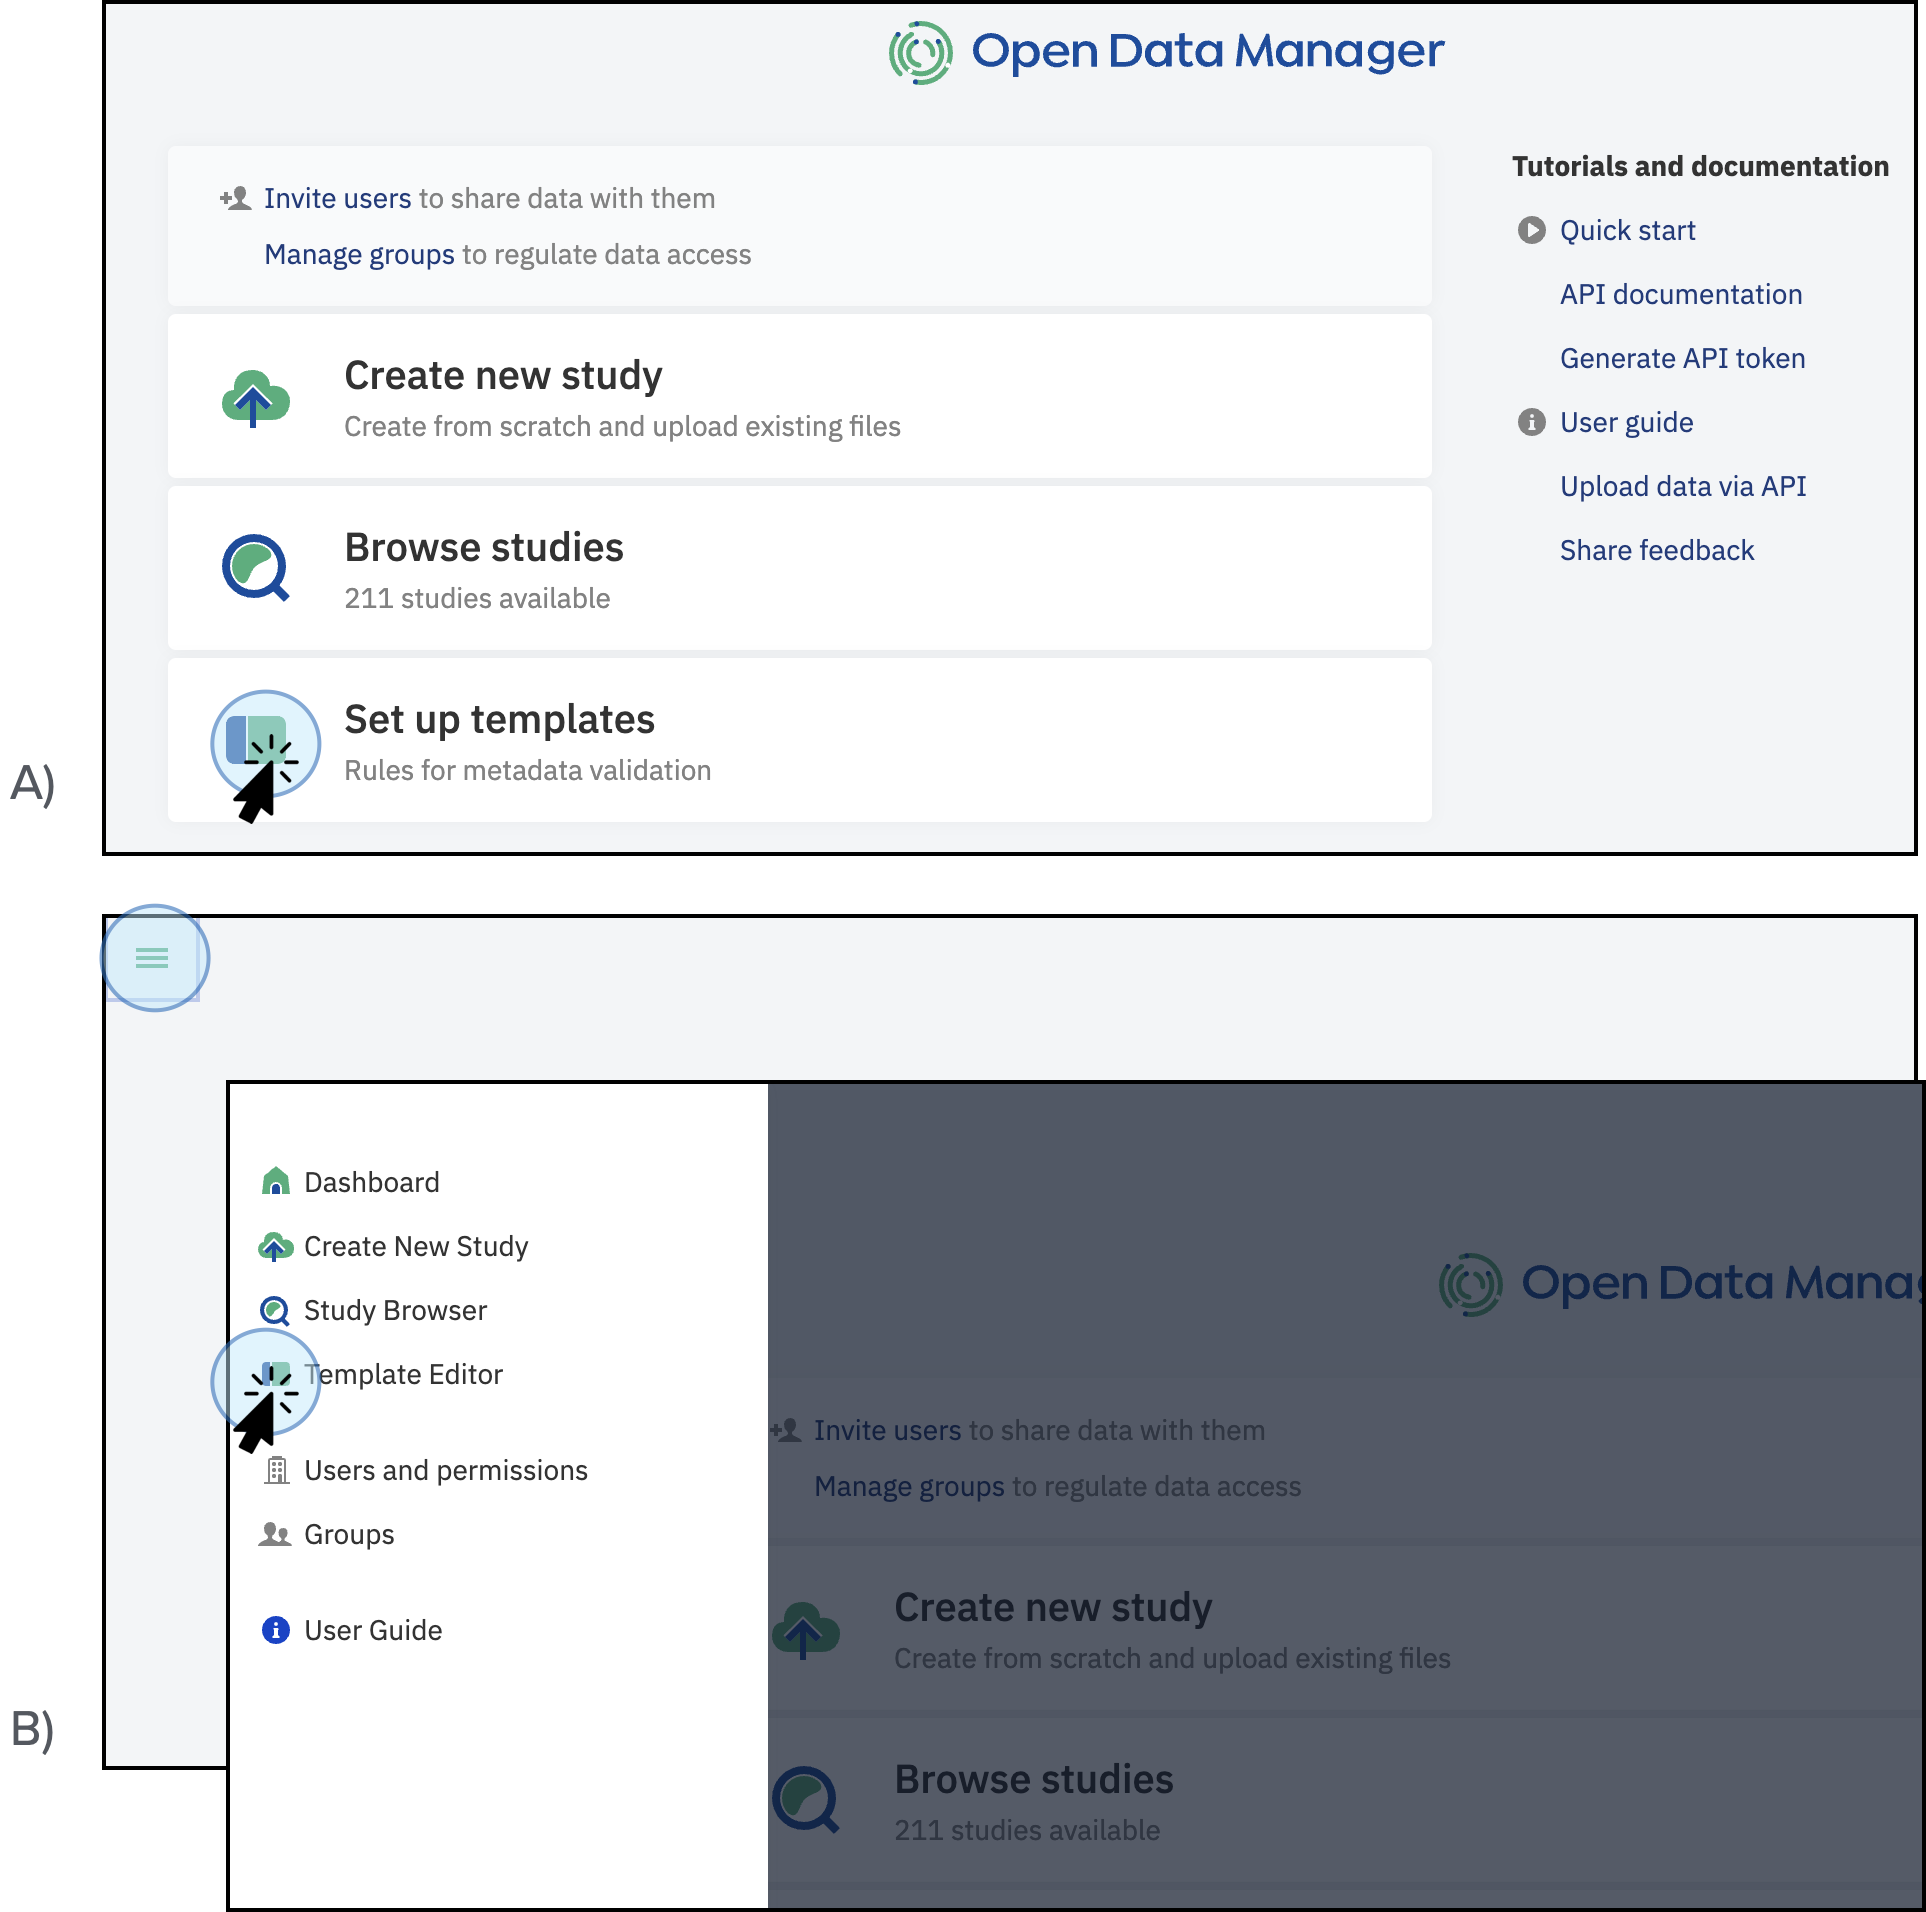 Open Data Manager
Invite users to share data with them
Manage groups to regulate data access
Create new study
Create from scratch and upload existing files
Browse studies
211 studies available
Set up templates
Rules for metadata validation
Tutorials and documentation
Quick start
API documentation
Generate API token
User guide
Upload data via API
Share feedback
A)
Dashboard
Create New Study
Study Browser
Template Editor
Users and permissions
Groups
User Guide
Open Data Manag
Invite users to share data with them
Manage groups to regulate data access
Create new study
Create from scratch and upload existing files
Browse studies
211 studies available
B)